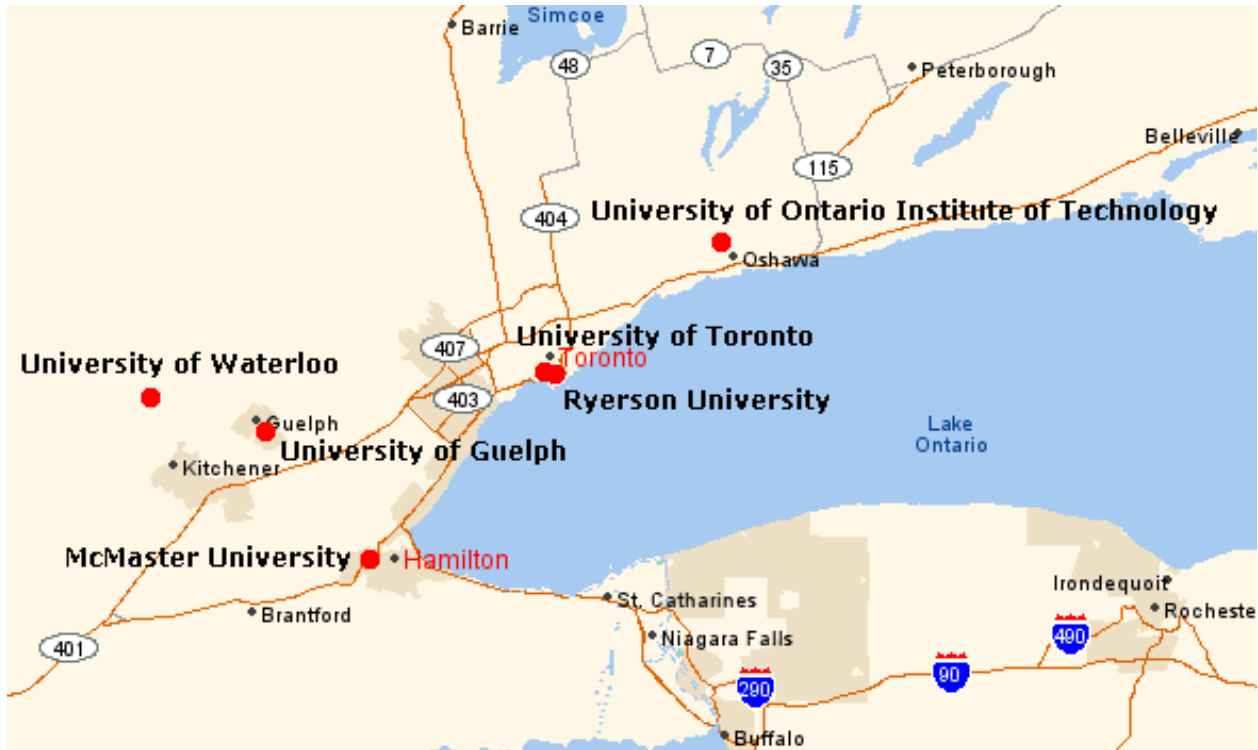 Simcoe
Barrie
48
7
35
Peterborough
Belleville
115
404
University of Ontario Institute of Technology
Oshawa
University of Toronto
407
Toronto
University of Waterloo
403
Ryerson University
Guelph
Lake
Ontario
University of Guelph
Kitchener
McMaster University
Hamilton
Irondequoit
St. Catharines
Brantford
Rocheste
Niagara Falls
490
401
90
290
Buffalo